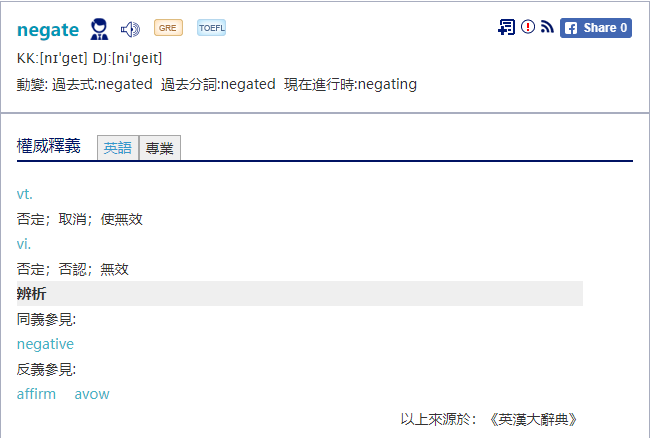 negate GRE TOEFL Share 0
KK:[nɪ'get] DJ:[ni'geit]
動變: 過去式:negated 過去分詞:negated 現在進行時:negating
權威釋義 英語 專業
vt.
否定；取消；使無效
vi.
否定；否認；無效
辨析
同義參見:
negative
反義參見:
affirm avow
以上來源於：《英漢大辭典》